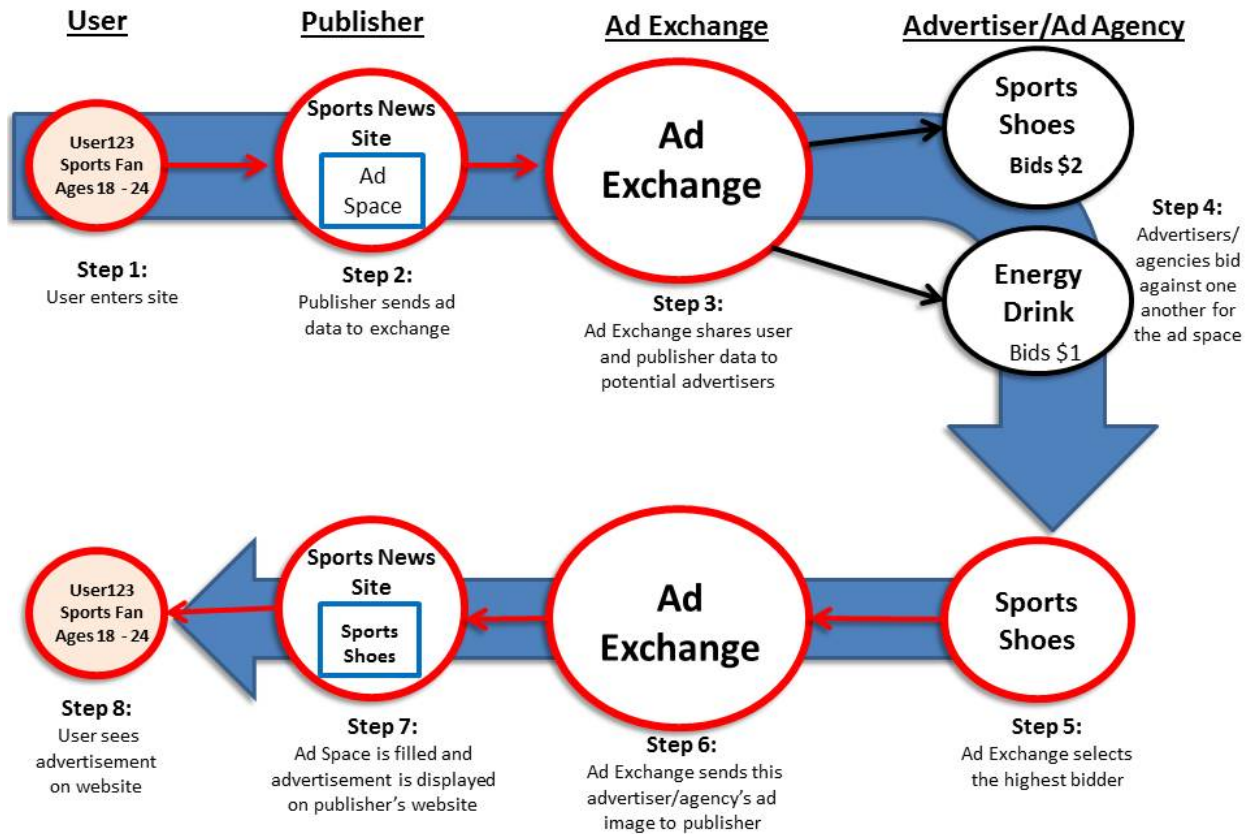 User
Publisher
Ad Exchange
Advertiser/Ad Agency
User123
Sports Fan
Ages 18 - 24
Sports News
Site
Ad
Space
Ad
Exchange
Sports
Shoes
Bids $2
Energy
Drink
Bids $1
Step 1:
User enters site
Step 2:
Publisher sends ad
data to exchange
Step 3:
Ad Exchange shares user
and publisher data to
potential advertisers
Step 4:
Advertisers/
agencies bid
against one
another for
the ad space
User123
Sports Fan
Ages 18 - 24
Sports News
Site
Sports
Shoes
Ad
Exchange
Sports
Shoes
Step 8:
User sees
advertisement
on website
Step 7:
Ad Space is filled and
advertisement is displayed
on publisher's website
Step 6:
Ad Exchange sends this
advertiser/agency's ad
image to publisher
Step 5:
Ad Exchange selects
the highest bidder